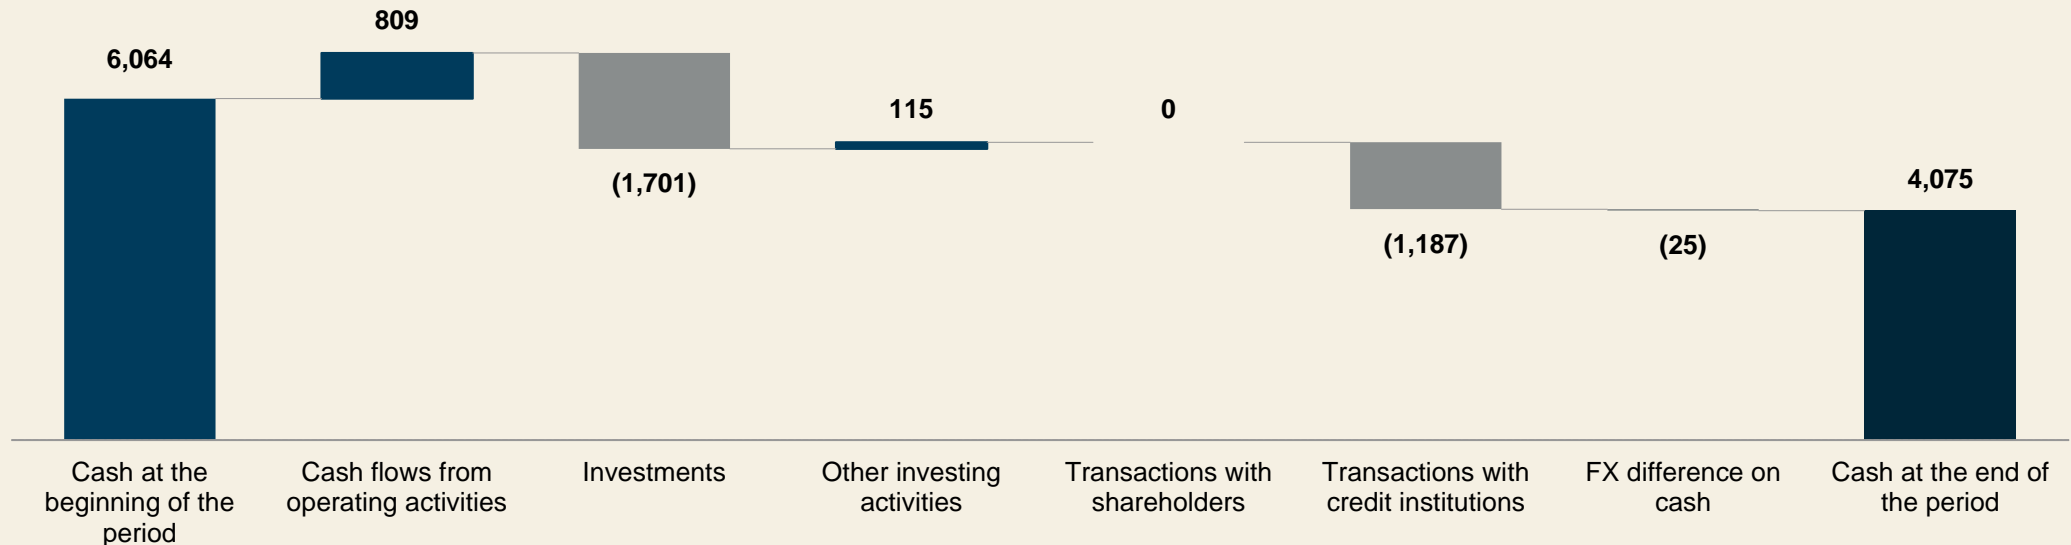 809
6,064
115
0
(1,701)
4,075
(1,187)
(25)
Cash at the
beginning of the
period
Cash flows from
operating activities
Investments
Other investing
activities
Transactions with
shareholders
Transactions with
credit institutions
FX difference on
cash
Cash at the end of
the period